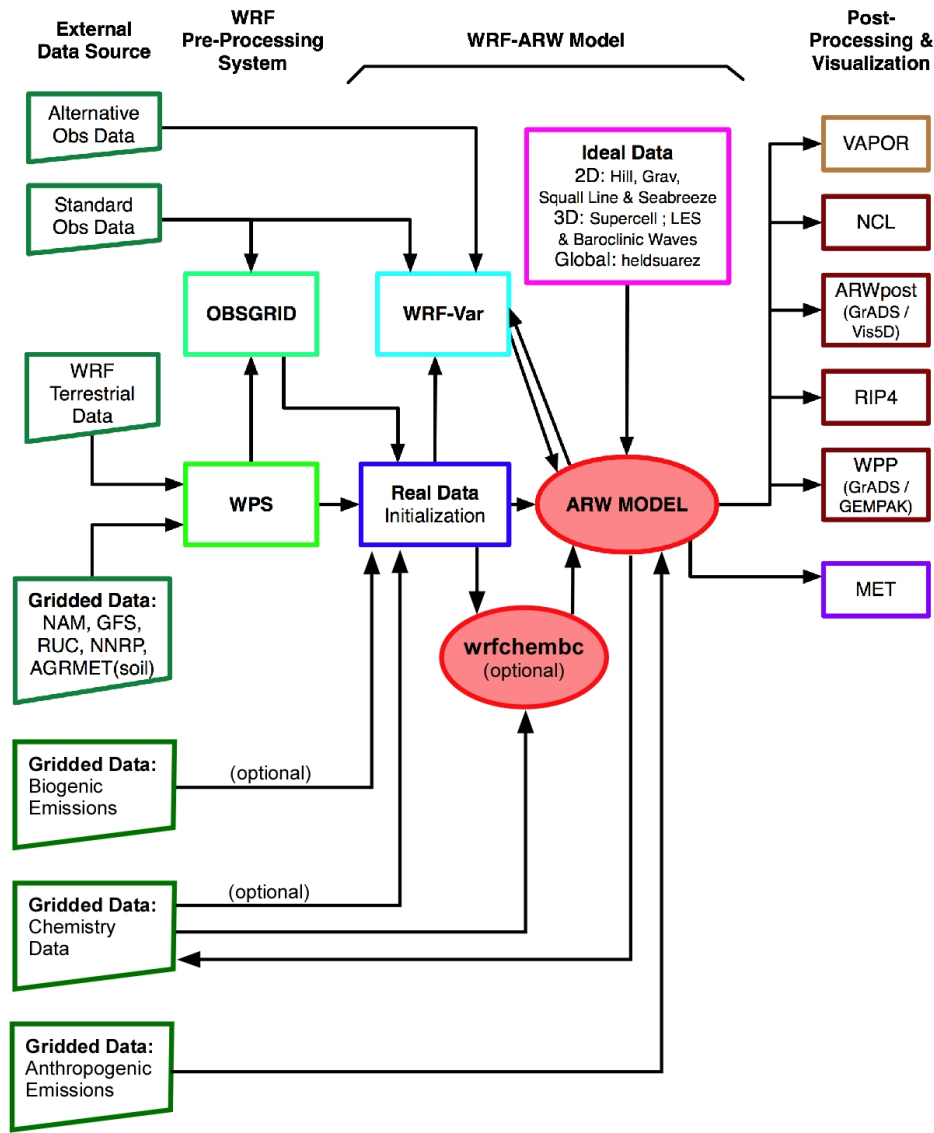 External
Data Source
WRF
Pre-Processing
System
WRF-ARW Model
Post-
Processing &
Visualization
Alternative
Obs Data
Standard
Obs Data
WRF
Terrestrial
Data
Gridded Data:
NAM, GFS,
RUC, NNRP,
AGRMET(soil)
Gridded Data:
Biogenic
Emissions
(optional)
Gridded Data:
Chemistry
Data
(optional)
Gridded Data:
Anthropogenic
Emissions
OBSGRID
WPS
WRF-Var
Real Data
Initialization
Ideal Data
2D: Hill, Grav,
Squall Line & Seabreeze
3D: Supercell ; LES
& Baroclinic Waves
Global: heldsuarez
ARW MODEL
wrfchembc
(optional)
VAPOR
NCL
ARWpost
(GrADS /
Vis5D)
RIP4
WPP
(GrADS /
GEMPAK)
MET